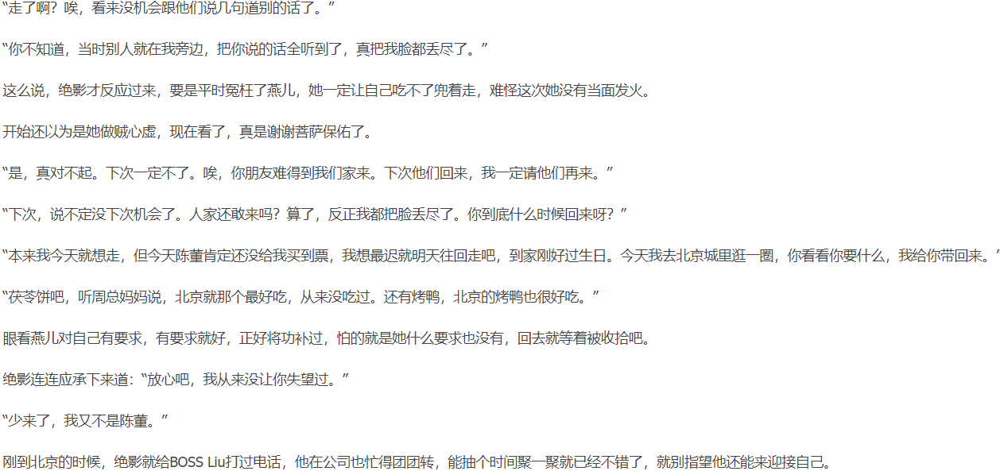 “走了啊？唉，看来没机会跟他们说几句道别的话了。”
“你不知道，当时别人就在我旁边，把你说的话全听到了，真把我脸都丢尽了。”
这么说，绝影才反应过来，要是平时冤枉了燕儿，她一定让自己吃不了兜着走，难怪这次她没有当面发火。
开始还以为是她做贼心虚，现在看了，真是谢谢菩萨保佑了。
“是，真对不起。下次一定不了。唉，你朋友难得到我们家来。下次他们回来，我一定请他们再来。”
“下次，说不定没下次机会了。人家还敢来吗？算了，反正我都把脸丢尽了。你到底什么时候回来呀？”
“本来我今天就想走，但今天陈董肯定还没给我买到票，我想最迟就明天往回走吧，到家刚好过生日。今天我去北京城里逛一圈，你看看你要什么，我给你带回来。”
“茯苓饼吧，听周总妈妈说，北京就那个最好吃，从来没吃过。还有烤鸭，北京的烤鸭也很好吃。”
眼看燕儿对自己有要求，有要求就好，正好将功补过，怕的就是她什么要求也没有，回去就等着被收拾吧。
绝影连连应承下来道：“放心吧，我从来没让你失望过。”
“少来了，我又不是陈董。”
刚到北京的时候，绝影就给BOSS Liu打过电话，他在公司也忙得团团转，能抽个时间聚一聚就已经不错了，就别指望他还能来迎接自己。